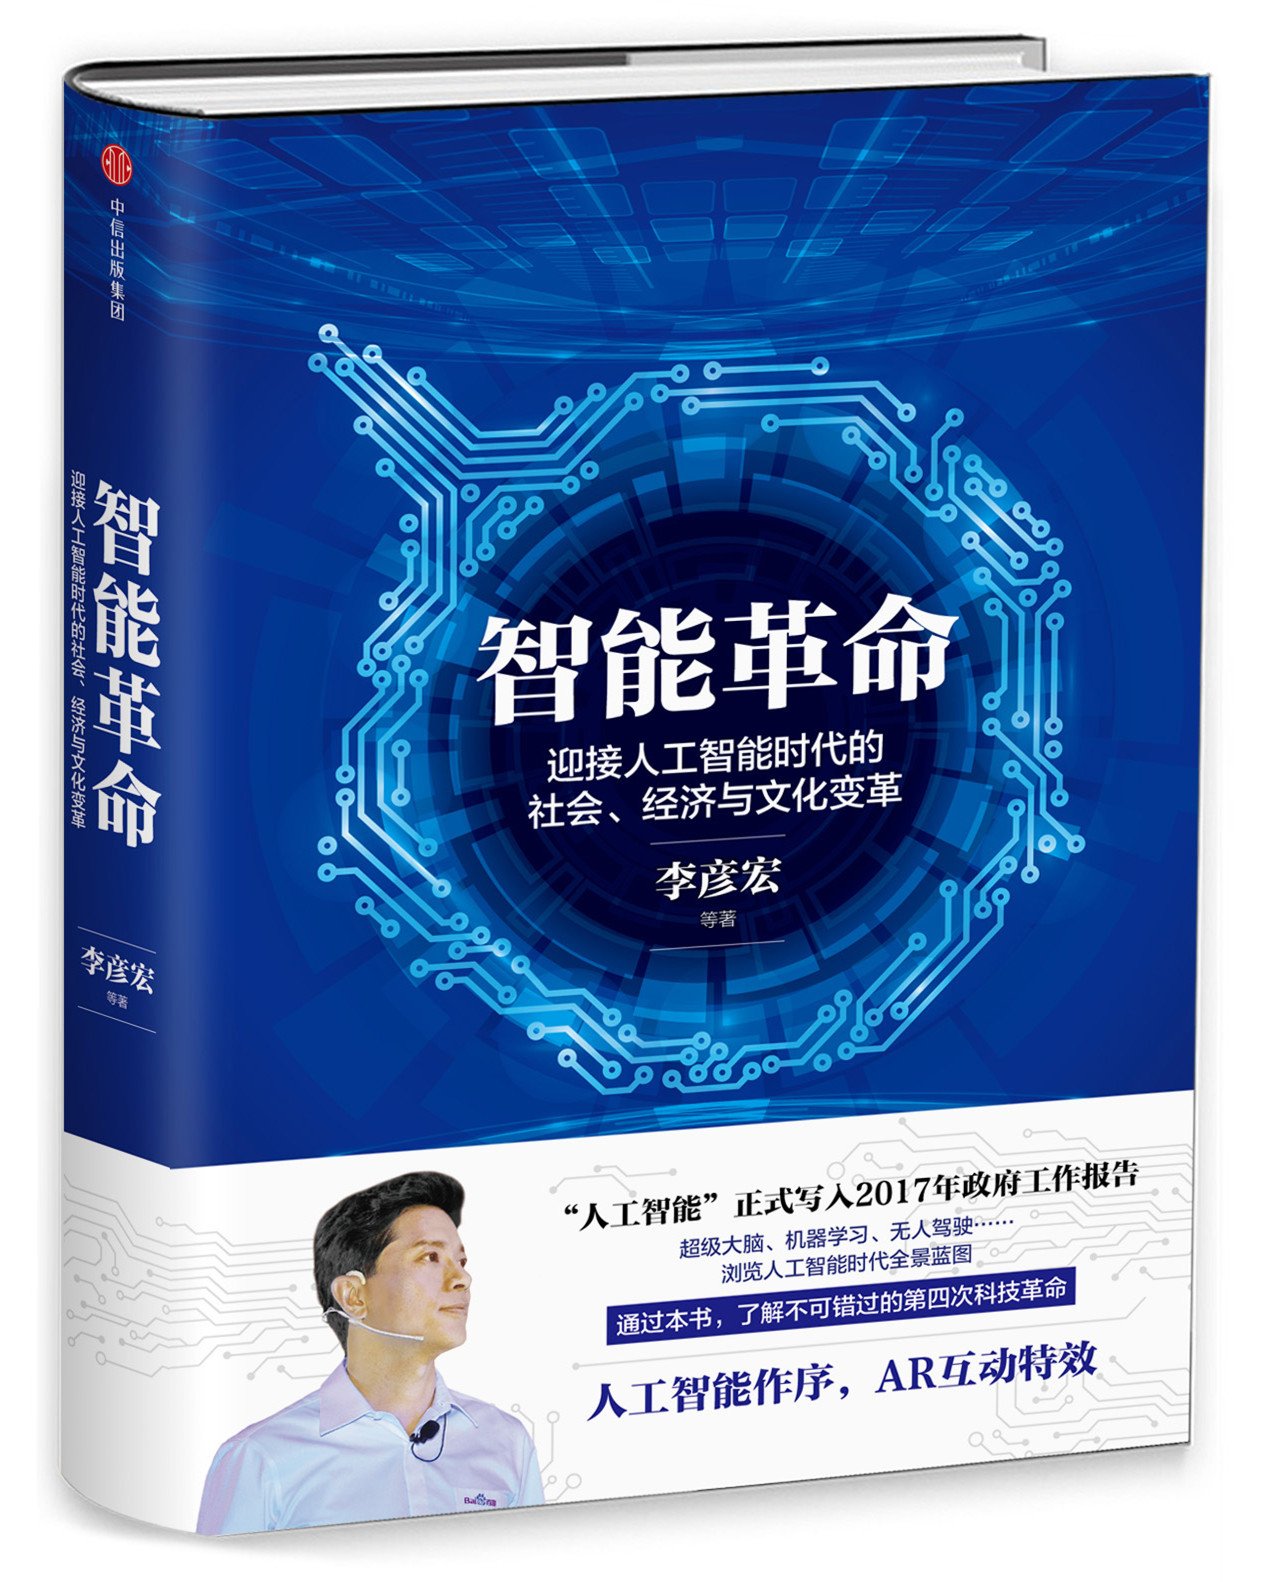 中信出版集团
智能革命
迎接人工智能时代的社会、经济与文化变革
李彦宏
等著
智能革命
迎接人工智能时代的
社会、经济与文化变革
李彦宏
等著
“人工智能”正式写入2017年政府工作报告
超级大脑、机器学习、无人驾驶……
浏览人工智能时代全景蓝图
通过本书，了解不可错过的第四次科技革命
人工智能作序，AR互动特效
Bai百度